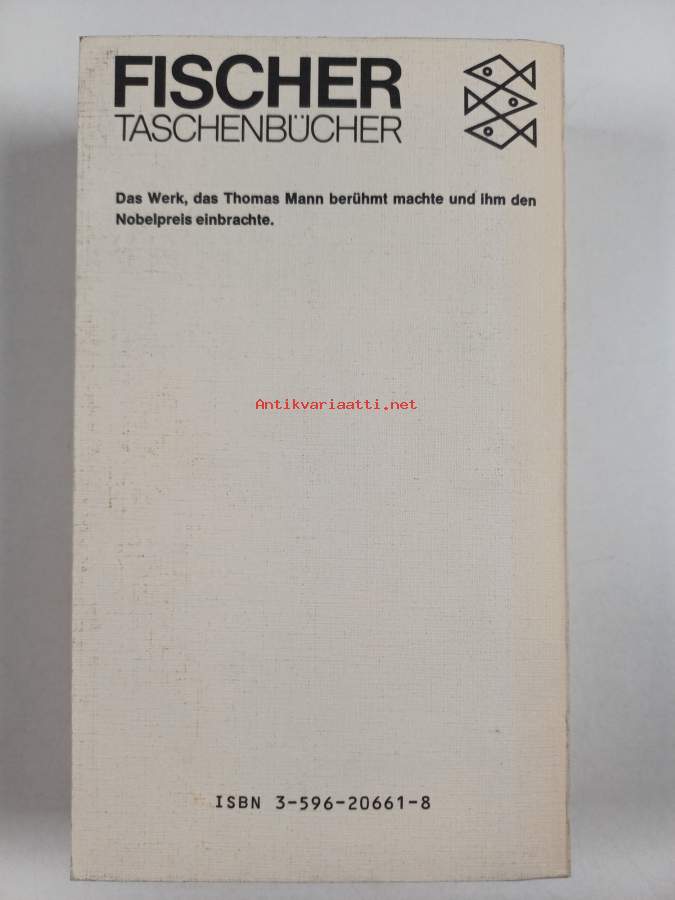 FISCHER
TASCHENBÜCHER
Das Werk, das Thomas Mann berühmt machte und ihm den
Nobelpreis einbrachte.
Antikvariaatti.net
ISBN 3-596-20661-8